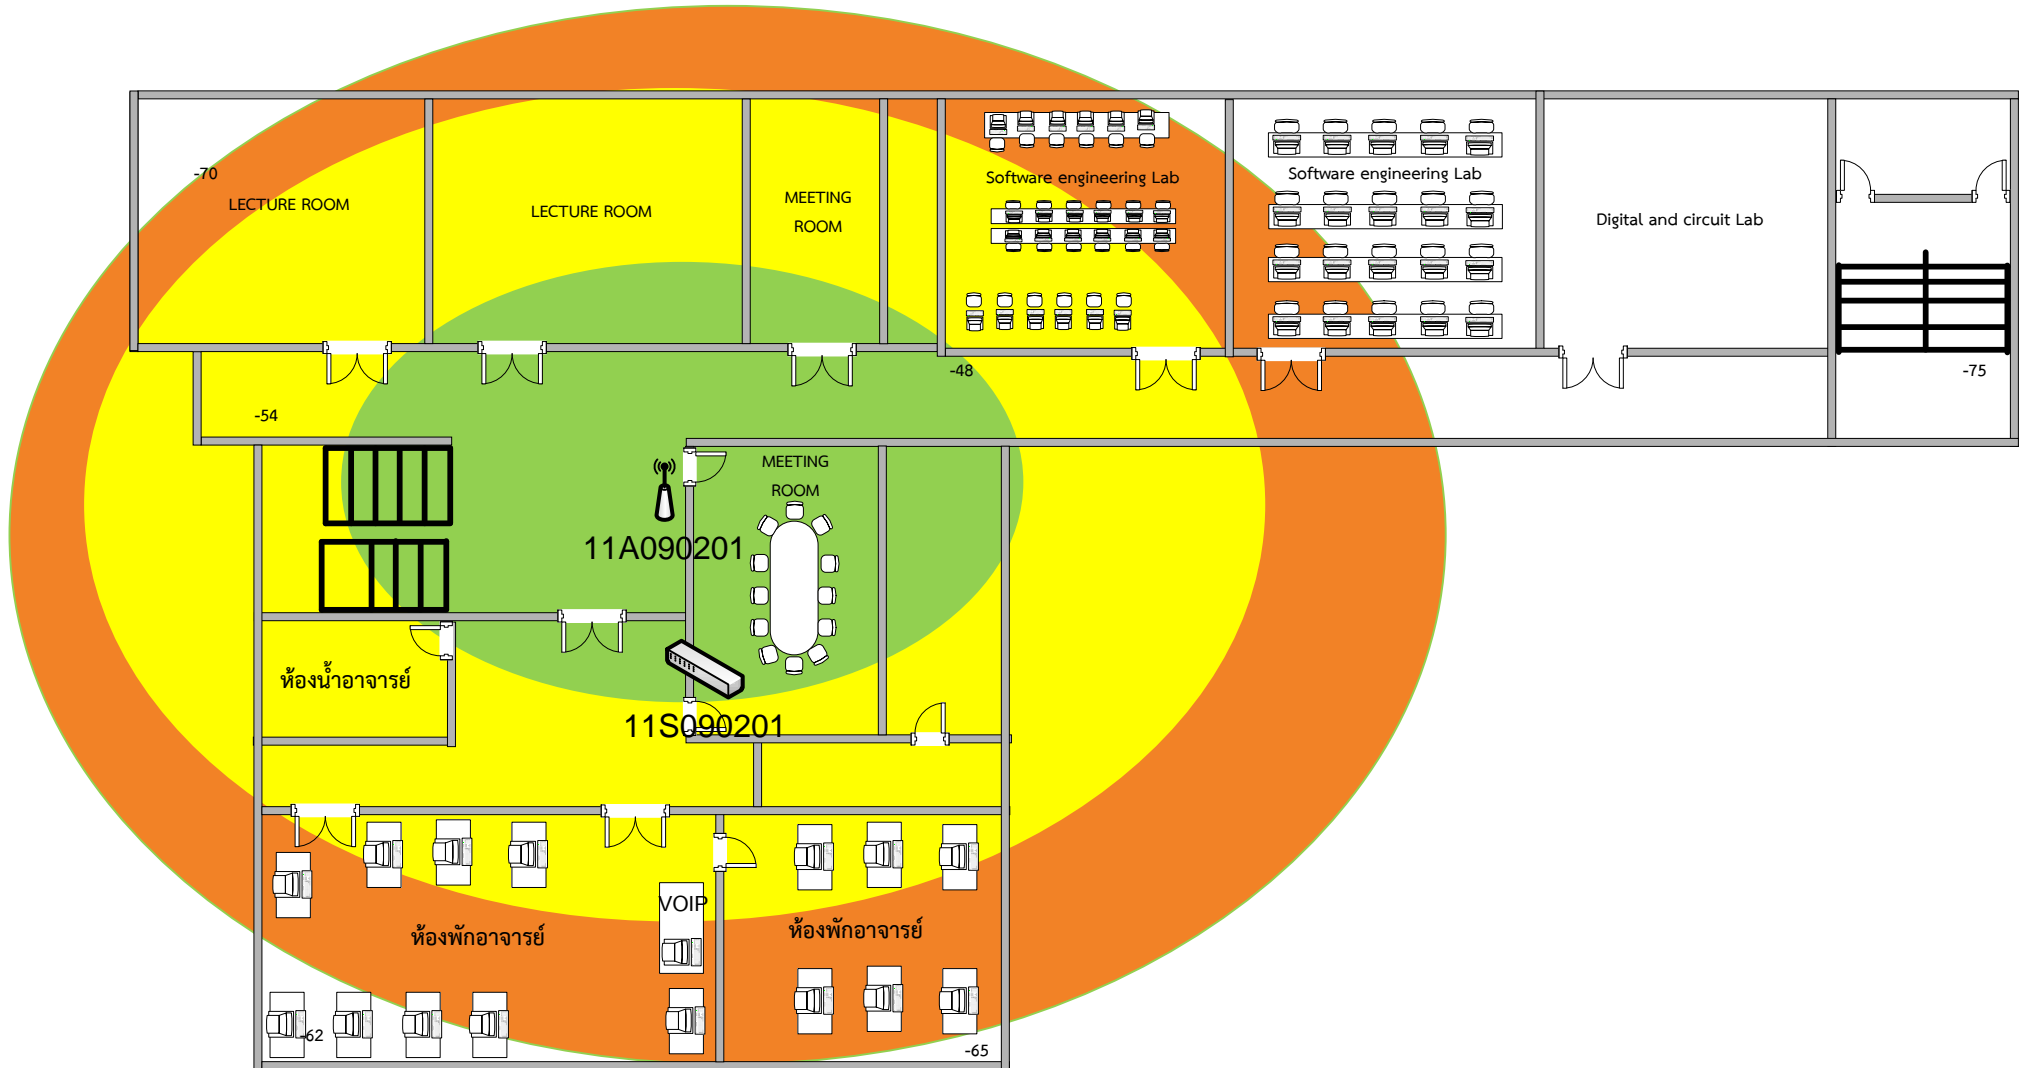 -70
LECTURE ROOM
LECTURE ROOM
MEETING
ROOM
Software engineering Lab
Software engineering Lab
Digital and circuit Lab
-48
-75
-54
MEETING
ROOM
11A090201
ห้องน้ำอาจารย์
11S090201
VOIP
ห้องพักอาจารย์
ห้องพักอาจารย์
-62
-65